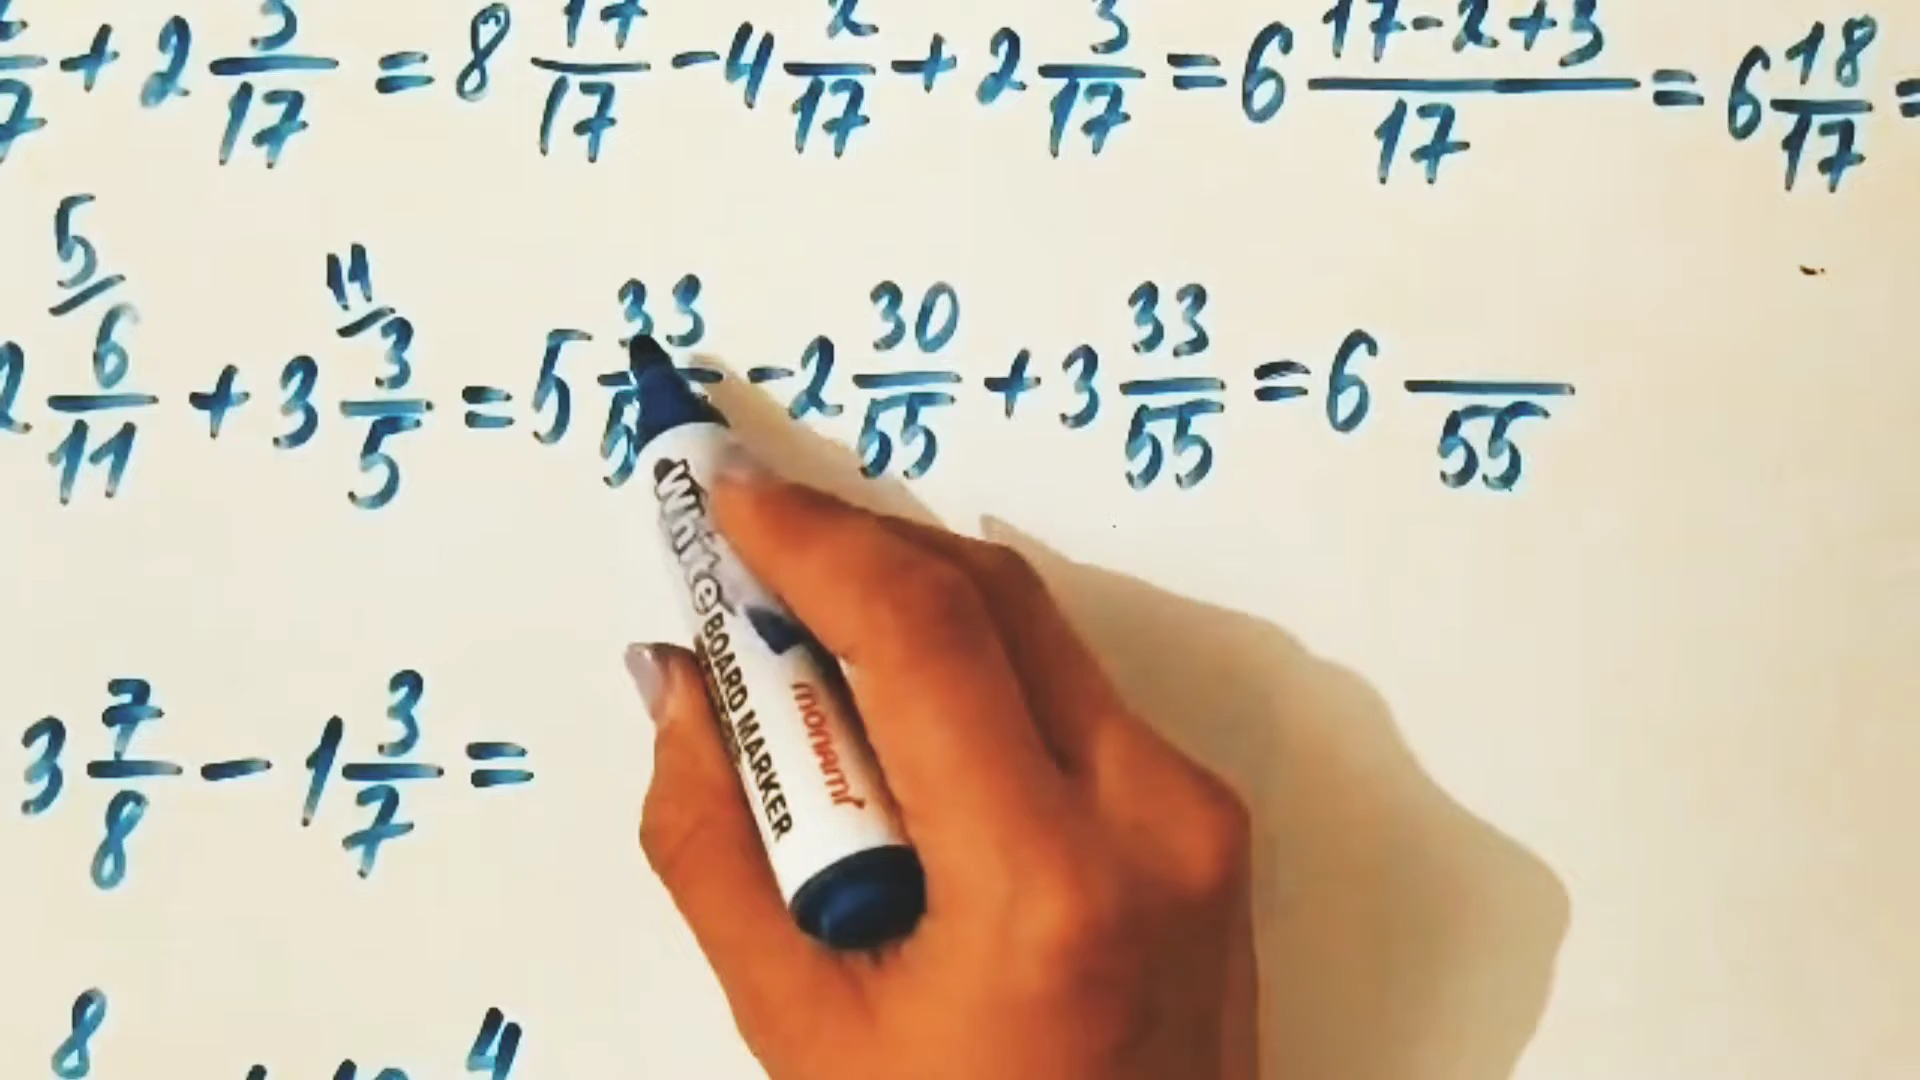 + 2 3/17 = 8 17/17 - 4 2/17 + 2 3/17 = 6 17-2+3/17 = 6 18/17 =
5/
2 6/11 + 3 11/ 3/5 = 5 33/55 - 2 30/55 + 3 33/55 = 6 /55
3 7/8 - 1 3/7 =
8 4
White BOARD MARKER
monami